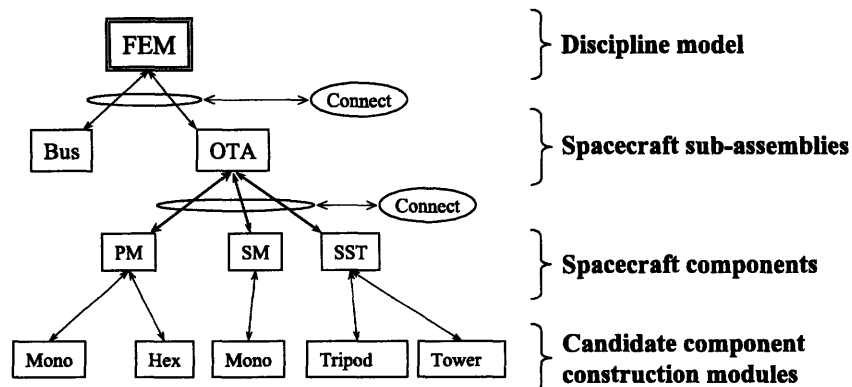 FEM
Discipline model
Connect
Bus
OTA
Spacecraft sub-assemblies
Connect
PM
SM
SST
Spacecraft components
Mono
Hex
Mono
Tripod
Tower
Candidate component
construction modules